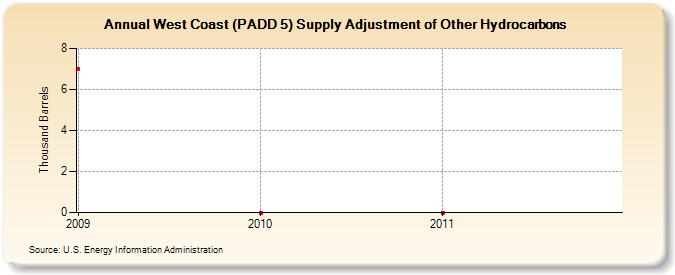 Annual West Coast (PADD 5) Supply Adjustment of Other Hydrocarbons
Thousand Barrels
8
6
4
2
0
2009 2010 2011
Source: U.S. Energy Information Administration